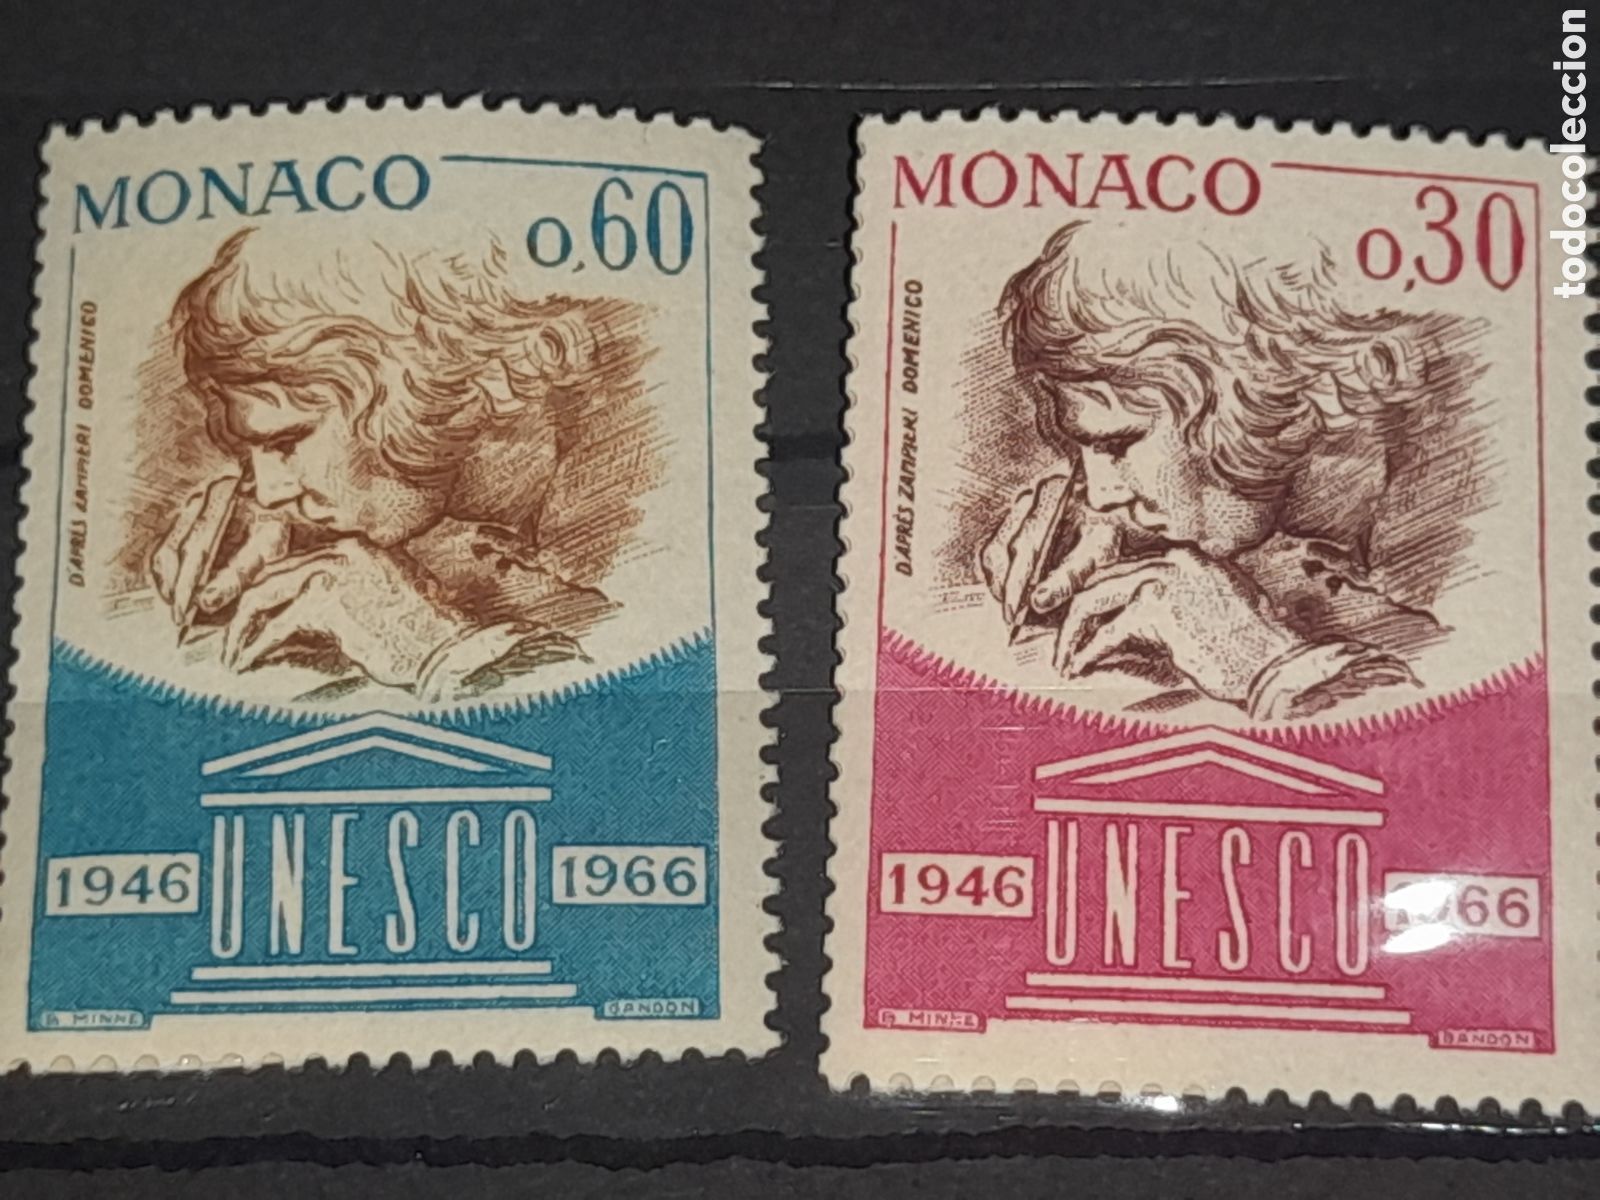 MONACO
0,60
D'APRÈS ZAMPIERI DOMENICO
UNESCO
1946
1966
B. MINNE
GANDON
MONACO
0,30
D'APRÈS ZAMPIERI DOMENICO
UNESCO
1946
1966
B. MINNE
GANDON
todocoleccion